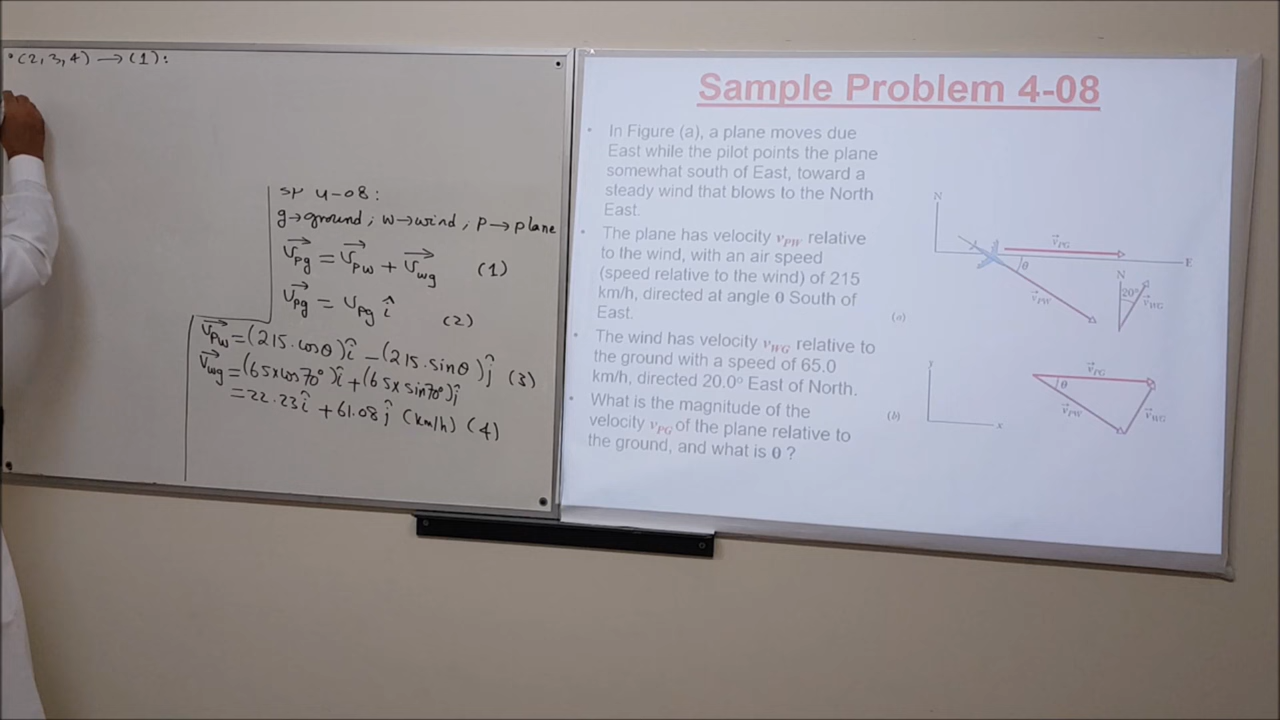 • (2,3,4) → (1):
sp 4-08:
g→ground, w→wind, p→plane
v⃗pg = v⃗pw + v⃗wg (1)
v⃗pg = vpg î (2)
v⃗pw = (215.cosθ)î - (215.sinθ)ĵ (3)
v⃗wg = (65×cos70°)î + (65×sin70°)ĵ
= 22.23î + 61.08ĵ (km/h) (4)
Sample Problem 4-08
• In Figure (a), a plane moves due
East while the pilot points the plane
somewhat south of East, toward a
steady wind that blows to the North
East.
• The plane has velocity vPW relative
to the wind, with an air speed
(speed relative to the wind) of 215
km/h, directed at angle θ South of
East.
• The wind has velocity vWG relative to
the ground with a speed of 65.0
km/h, directed 20.0° East of North.
• What is the magnitude of the
velocity vPG of the plane relative to
the ground, and what is θ ?
N
v⃗PG
E
θ
N
20°
v⃗PW
v⃗WG
(a)
y
v⃗PG
θ
v⃗PW
v⃗WG
(b)
x